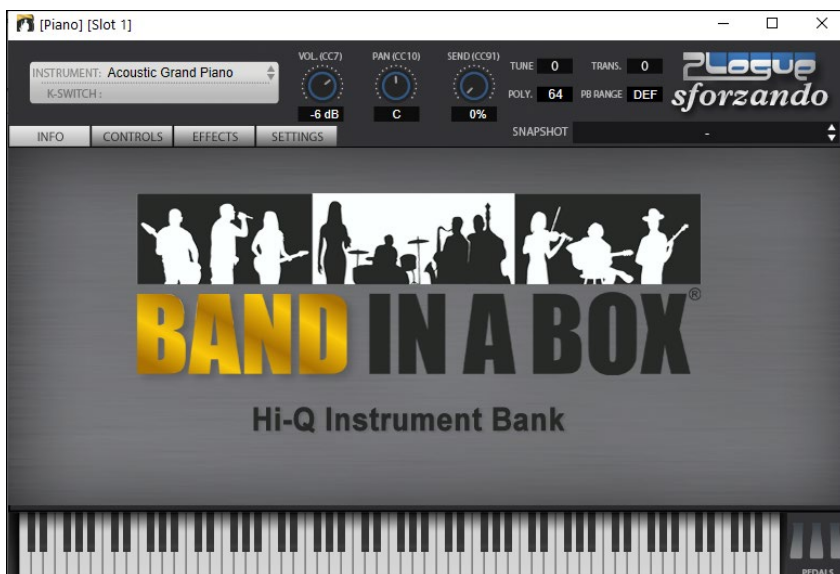 [Piano] [Slot 1]
INSTRUMENT: Acoustic Grand Piano
K-SWITCH :
VOL. (CC7)
-6 dB
PAN (CC10)
C
SEND (CC91)
0%
TUNE 0 TRANS. 0
POLY. 64 PB RANGE DEF
PLOGUE
sforzando
INFO CONTROLS EFFECTS SETTINGS
SNAPSHOT -
BAND IN A BOX®
Hi-Q Instrument Bank
PEDALS